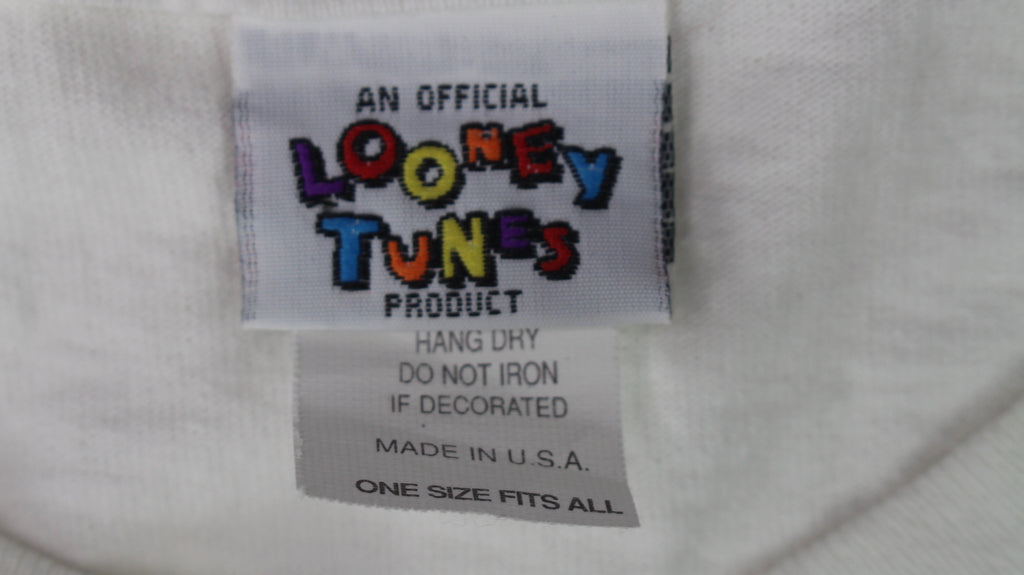 AN OFFICIAL
LOONEY
TUNES
PRODUCT
HANG DRY
DO NOT IRON
IF DECORATED
MADE IN U.S.A.
ONE SIZE FITS ALL